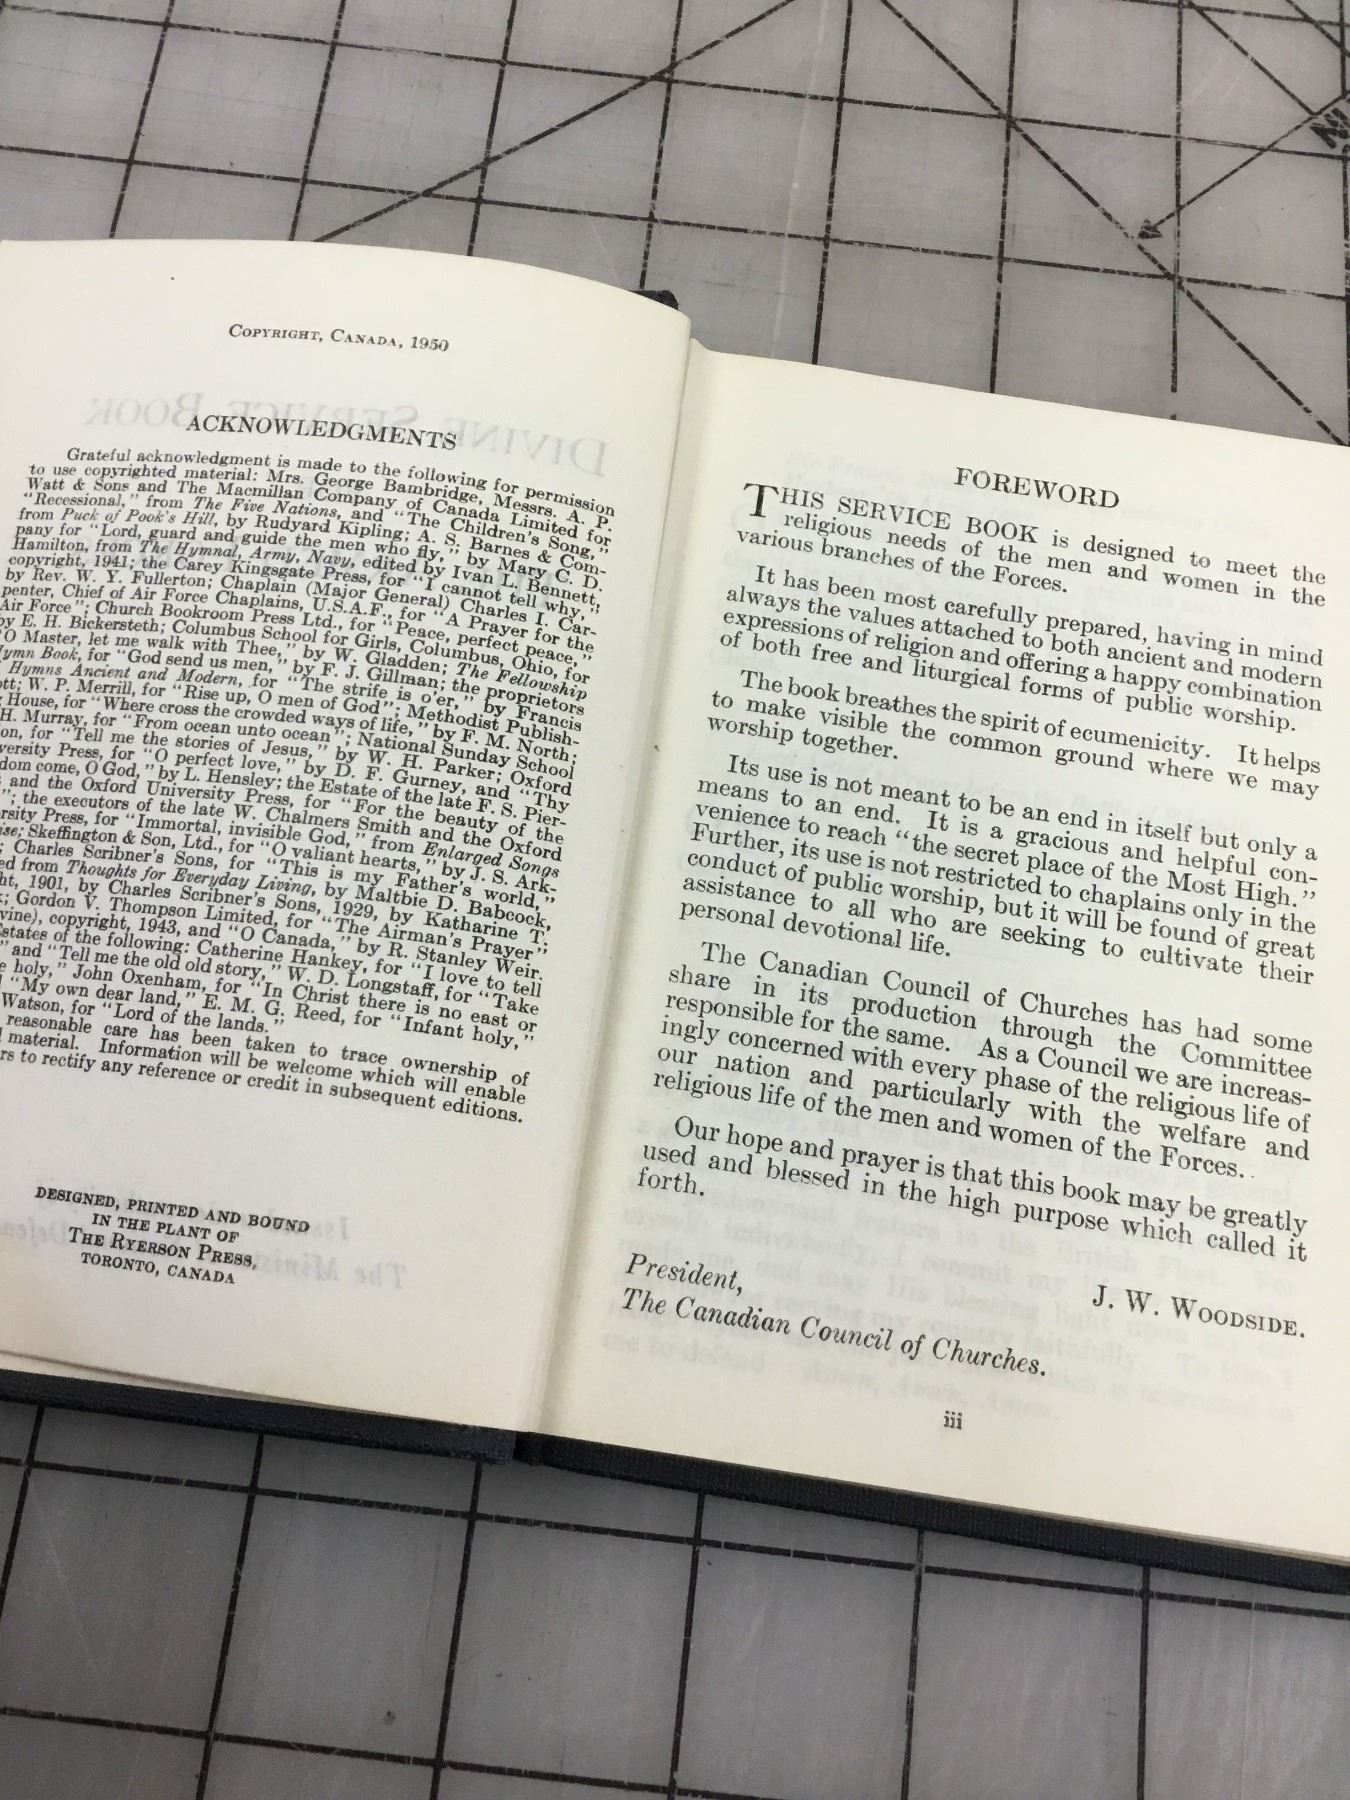 COPYRIGHT, CANADA, 1950
ACKNOWLEDGMENTS
Grateful acknowledgment is made to the following for permission
to use copyrighted material: Mrs. George Bambridge, Messrs. A. P.
Watt & Sons and The Macmillan Company of Canada Limited for
"Recessional," from The Five Nations, and "The Children's Song,"
from Puck of Pook's Hill, by Rudyard Kipling; A. S. Barnes & Com-
pany for "Lord, guard and guide the men who fly," by Mary C. D.
Hamilton, from The Hymnal, Army, Navy, edited by Ivan L. Bennett,
copyright, 1941; the Carey Kingsgate Press, for "I cannot tell why,"
by Rev. W. Y. Fullerton; Chaplain (Major General) Charles I. Car-
penter, Chief of Air Force Chaplains, U.S.A.F., for "A Prayer for the
Air Force"; Church Bookroom Press Ltd., for "Peace, perfect peace,"
by E. H. Bickersteth; Columbus School for Girls, Columbus, Ohio, for
"O Master, let me walk with Thee," by W. Gladden; The Fellowship
Hymn Book, for "God send us men," by F. J. Gillman; the proprietors
Hymns Ancient and Modern, for "The strife is o'er," by Francis
W. P. Merrill, for "Rise up, O men of God"; Methodist Publish-
House, for "Where cross the crowded ways of life," by F. M. North;
H. Murray, for "From ocean unto ocean"; National Sunday School
for "Tell me the stories of Jesus," by W. H. Parker; Oxford
Press, for "O perfect love," by D. F. Gurney, and "Thy
come, O God," by L. Hensley; the Estate of the late F. S. Pier-
and the Oxford University Press, for "For the beauty of the
"; the executors of the late W. Chalmers Smith and the Oxford
Press, for "Immortal, invisible God," from Enlarged Songs
Skeffington & Son, Ltd., for "O valiant hearts," by J. S. Ark-
Charles Scribner's Sons, for "This is my Father's world,"
from Thoughts for Everyday Living, by Maltbie D. Babcock,
1901, by Charles Scribner's Sons, 1929, by Katharine T.
Gordon V. Thompson Limited, for "The Airman's Prayer"
copyright, 1943, and "O Canada," by R. Stanley Weir.
of the following: Catherine Hankey, for "I love to tell
" and "Tell me the old old story," W. D. Longstaff, for "Take
holy," John Oxenham, for "In Christ there is no east or
"My own dear land," E. M. G. Reed, for "Infant holy,"
Watson, for "Lord of the lands."
reasonable care has been taken to trace ownership of
material. Information will be welcome which will enable
to rectify any reference or credit in subsequent editions.
DESIGNED, PRINTED AND BOUND
IN THE PLANT OF
THE RYERSON PRESS,
TORONTO, CANADA
FOREWORD
THIS SERVICE BOOK is designed to meet the
religious needs of the men and women in the
various branches of the Forces.
It has been most carefully prepared, having in mind
always the values attached to both ancient and modern
expressions of religion and offering a happy combination
of both free and liturgical forms of public worship.
The book breathes the spirit of ecumenicity. It helps
to make visible the common ground where we may
worship together.
Its use is not meant to be an end in itself but only a
means to an end. It is a gracious and helpful con-
venience to reach "the secret place of the Most High."
Further, its use is not restricted to chaplains only in the
conduct of public worship, but it will be found of great
assistance to all who are seeking to cultivate their
personal devotional life.
The Canadian Council of Churches has had some
share in its production through the Committee
responsible for the same. As a Council we are increas-
ingly concerned with every phase of the religious life of
our nation and particularly with the welfare and
religious life of the men and women of the Forces.
Our hope and prayer is that this book may be greatly
used and blessed in the high purpose which called it
forth.
J. W. WOODSIDE.
President,
The Canadian Council of Churches.
iii